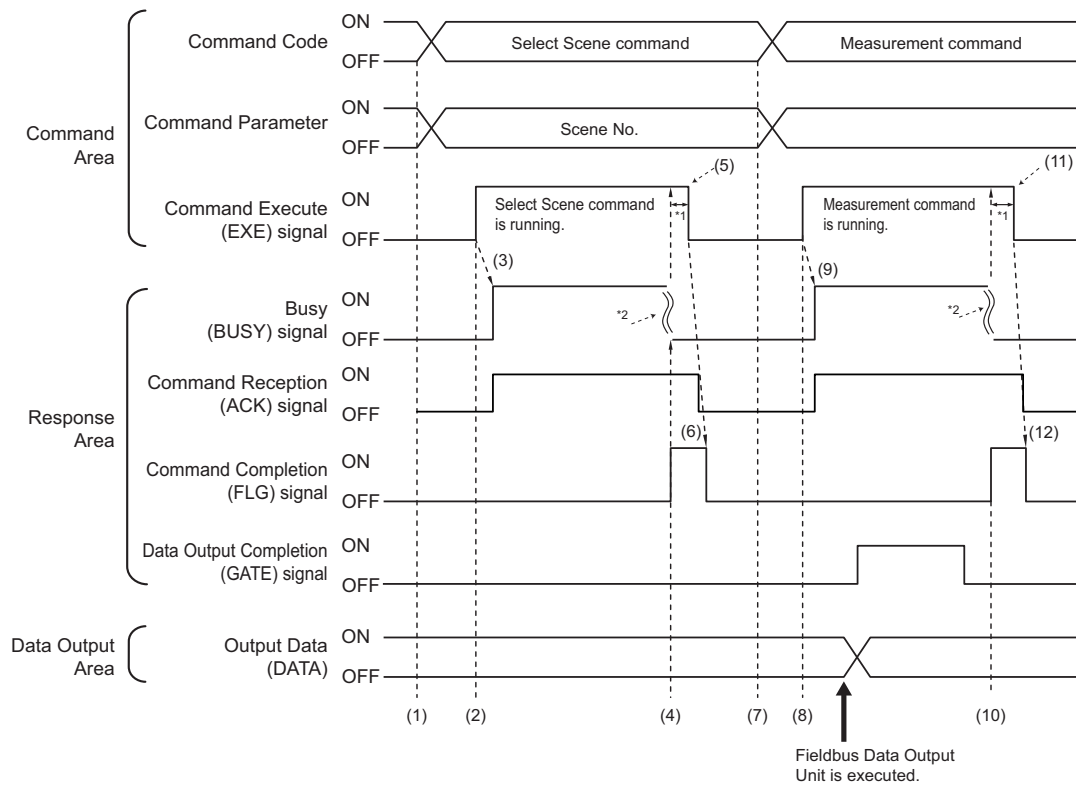 Command
Area
Command Code
ON
OFF
Select Scene command
Measurement command
Command Parameter
ON
OFF
Scene No.
Command Execute
(EXE) signal
ON
OFF
Select Scene command
is running.
*1
(5)
Measurement command
is running.
*1
(11)
Response
Area
Busy
(BUSY) signal
ON
OFF
(3)
*2
(9)
*2
Command Reception
(ACK) signal
ON
OFF
Command Completion
(FLG) signal
ON
OFF
(6)
(12)
Data Output Completion
(GATE) signal
ON
OFF
Data Output
Area
Output Data
(DATA)
ON
OFF
(1)
(2)
(4)
(7)
(8)
(10)
Fieldbus Data Output
Unit is executed.